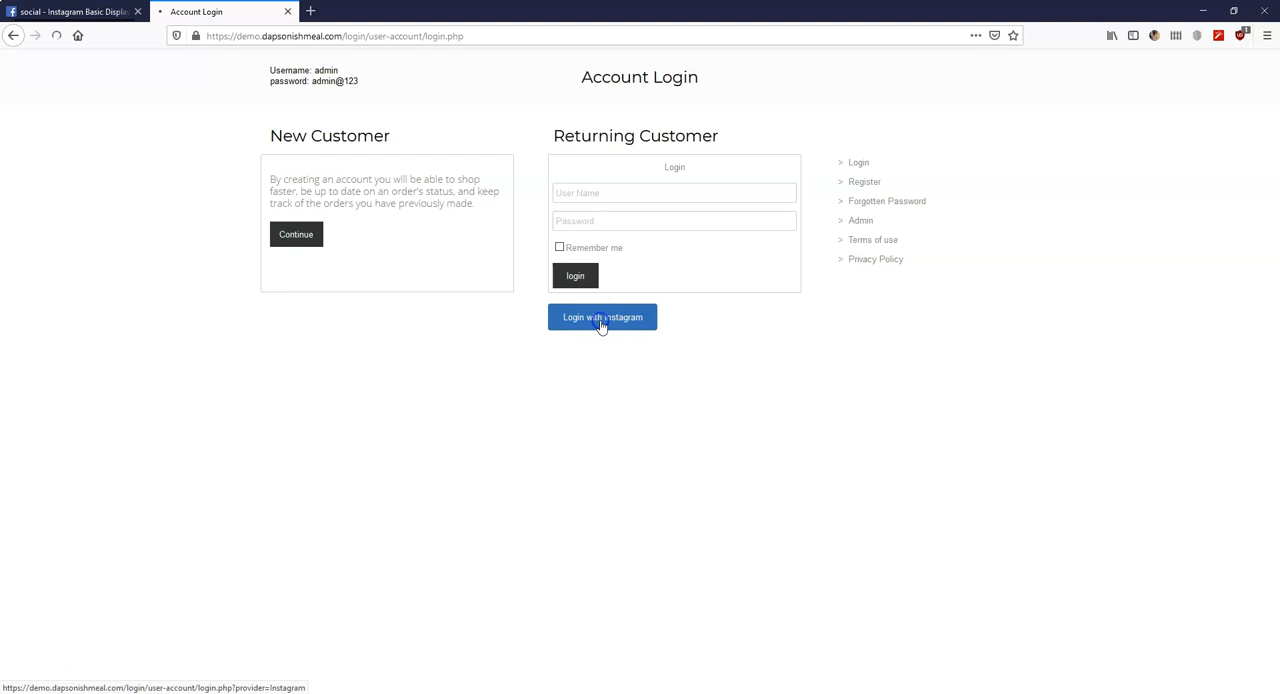 social - Instagram Basic Display
Account Login
https://demo.dapsonishmeal.com/login/user-account/login.php
Username: admin
password: admin@123
Account Login
New Customer
By creating an account you will be able to shop
faster, be up to date on an order's status, and keep
track of the orders you have previously made.
Continue
Returning Customer
Login
User Name
Password
Remember me
login
Login with Instagram
> Login
> Register
> Forgotten Password
> Admin
> Terms of use
> Privacy Policy
https://demo.dapsonishmeal.com/login/user-account/login.php?provider=Instagram